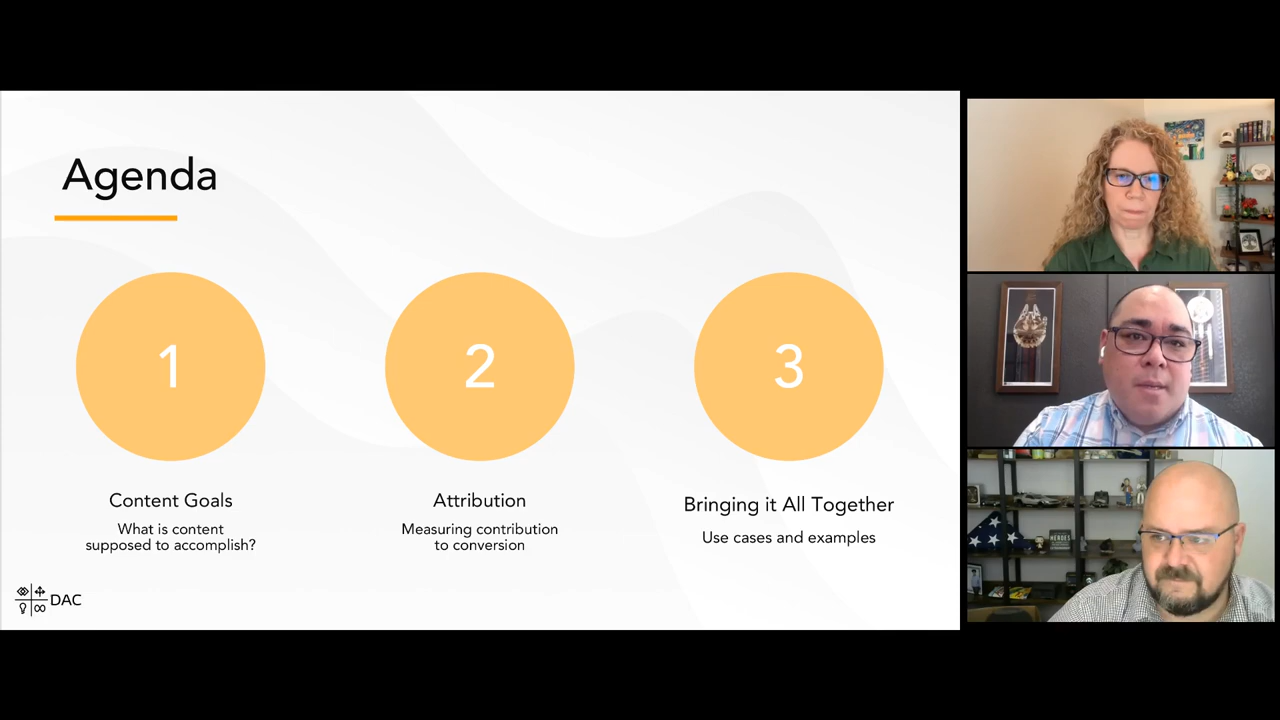 Agenda
1
2
3
Content Goals
What is content
supposed to accomplish?
Attribution
Measuring contribution
to conversion
Bringing it All Together
Use cases and examples
DAC
HEROES